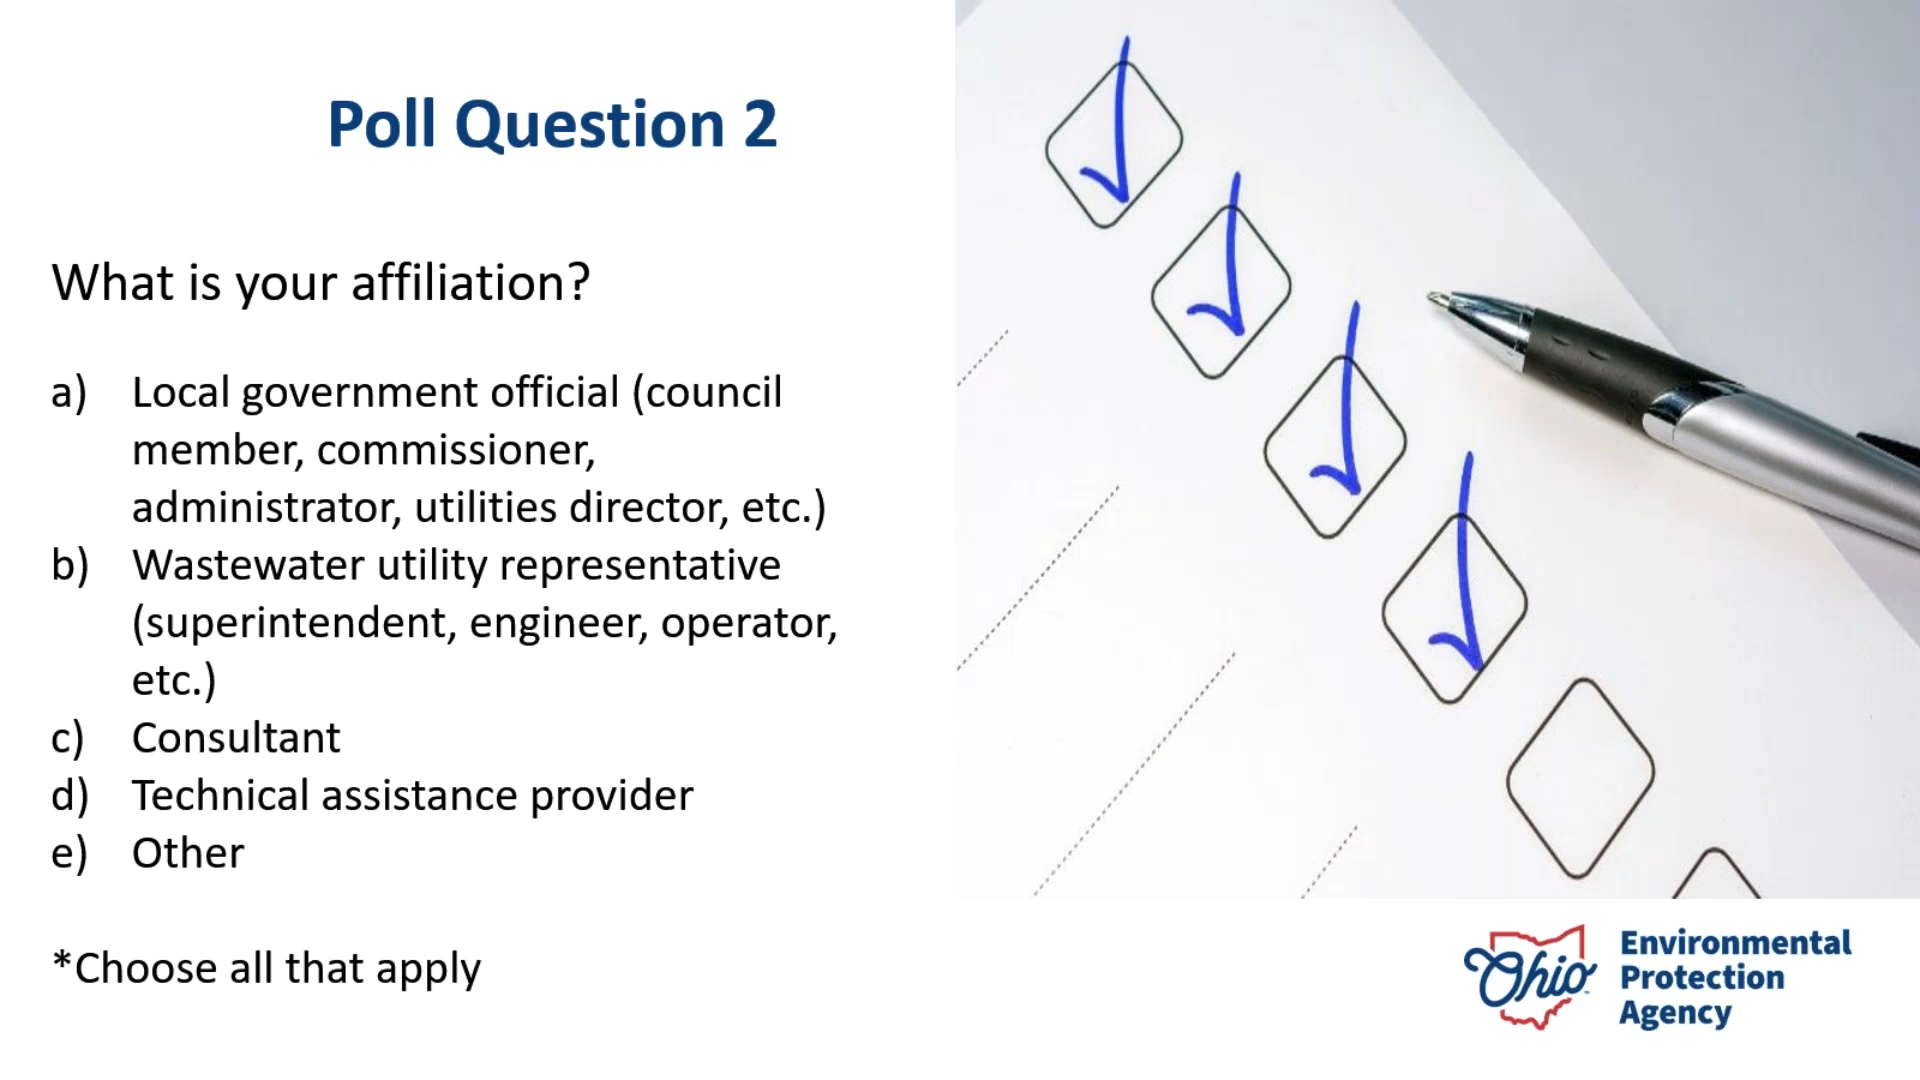 Poll Question 2
What is your affiliation?
a) Local government official (council
member, commissioner,
administrator, utilities director, etc.)
b) Wastewater utility representative
(superintendent, engineer, operator,
etc.)
c) Consultant
d) Technical assistance provider
e) Other
*Choose all that apply
Ohio
Environmental
Protection
Agency